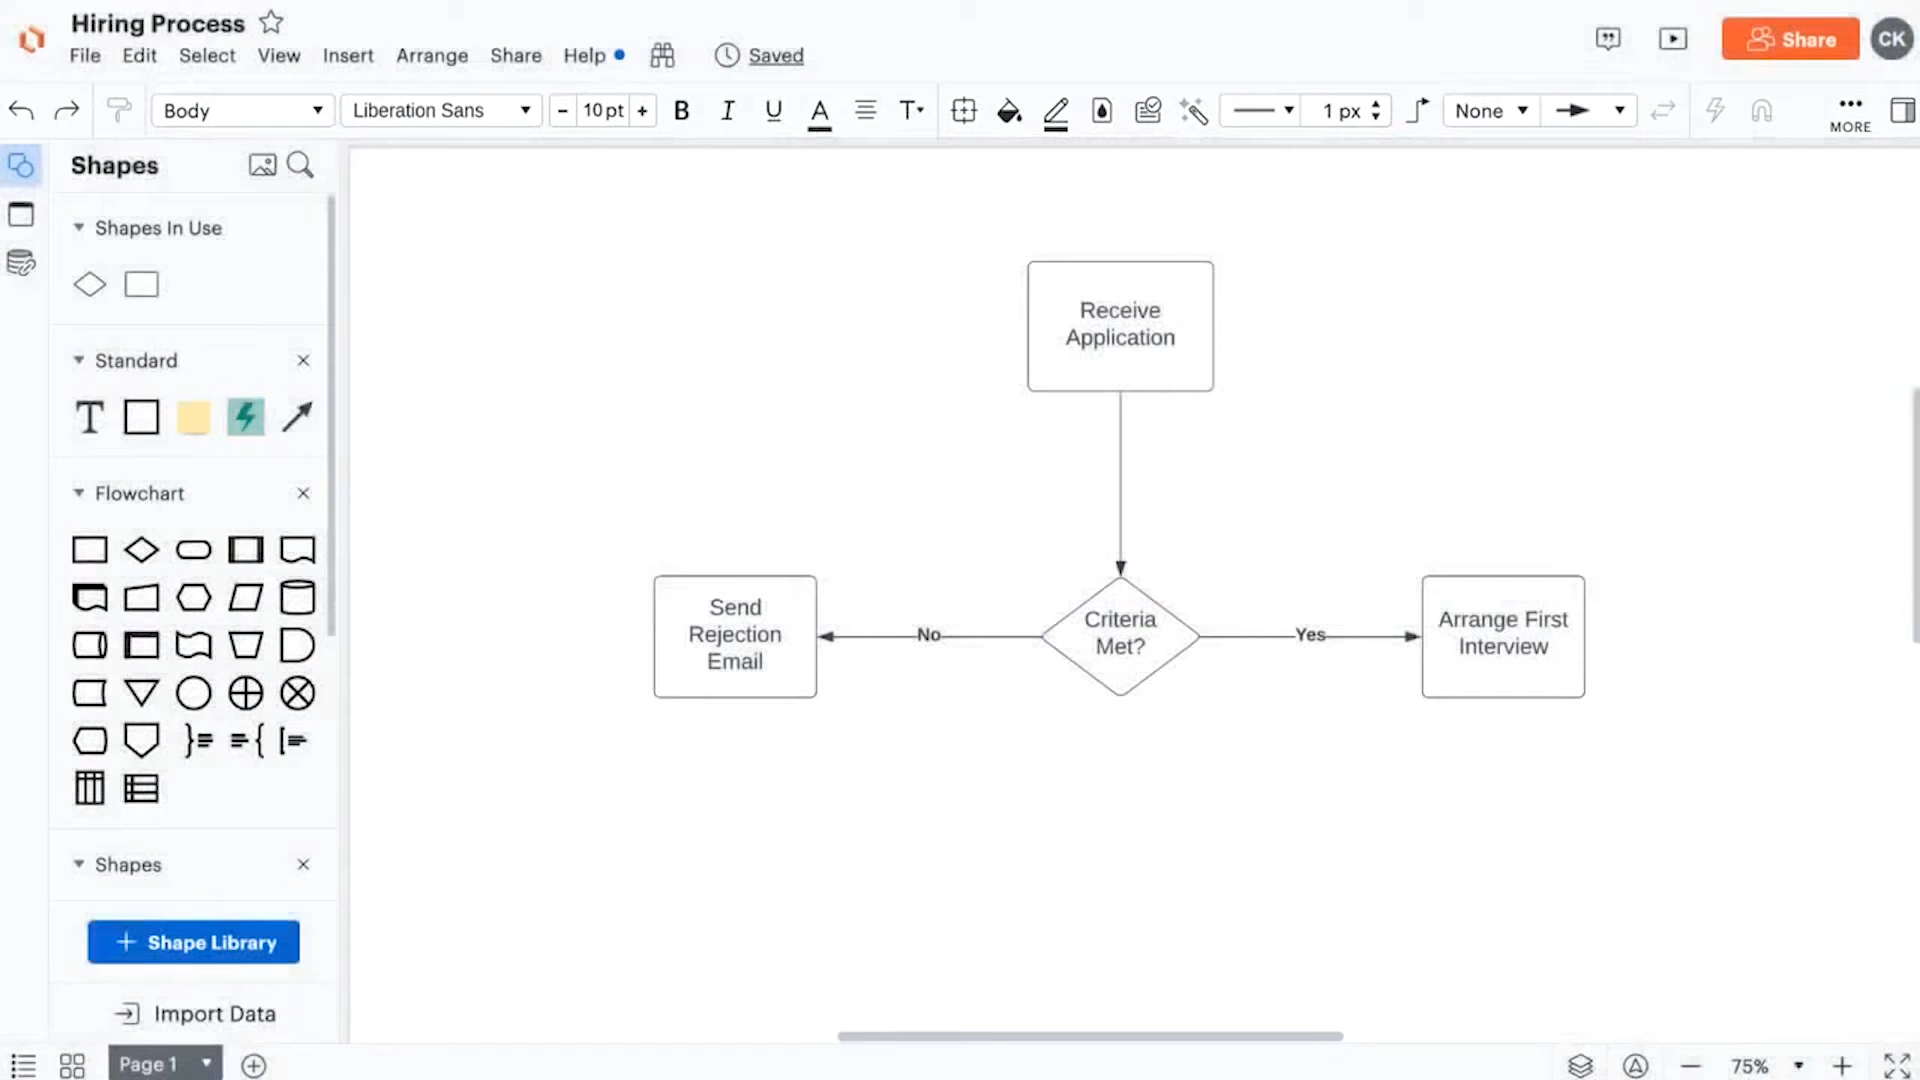 Hiring Process
File Edit Select View Insert Arrange Share Help Saved
Share CK
Body Liberation Sans - 10 pt + B I U A T 1 px None MORE
Shapes
Shapes In Use
Standard
T
Flowchart
Shapes
+ Shape Library
Import Data
Receive
Application
Send
Rejection
Email
No
Criteria
Met?
Yes
Arrange First
Interview
Page 1
75%